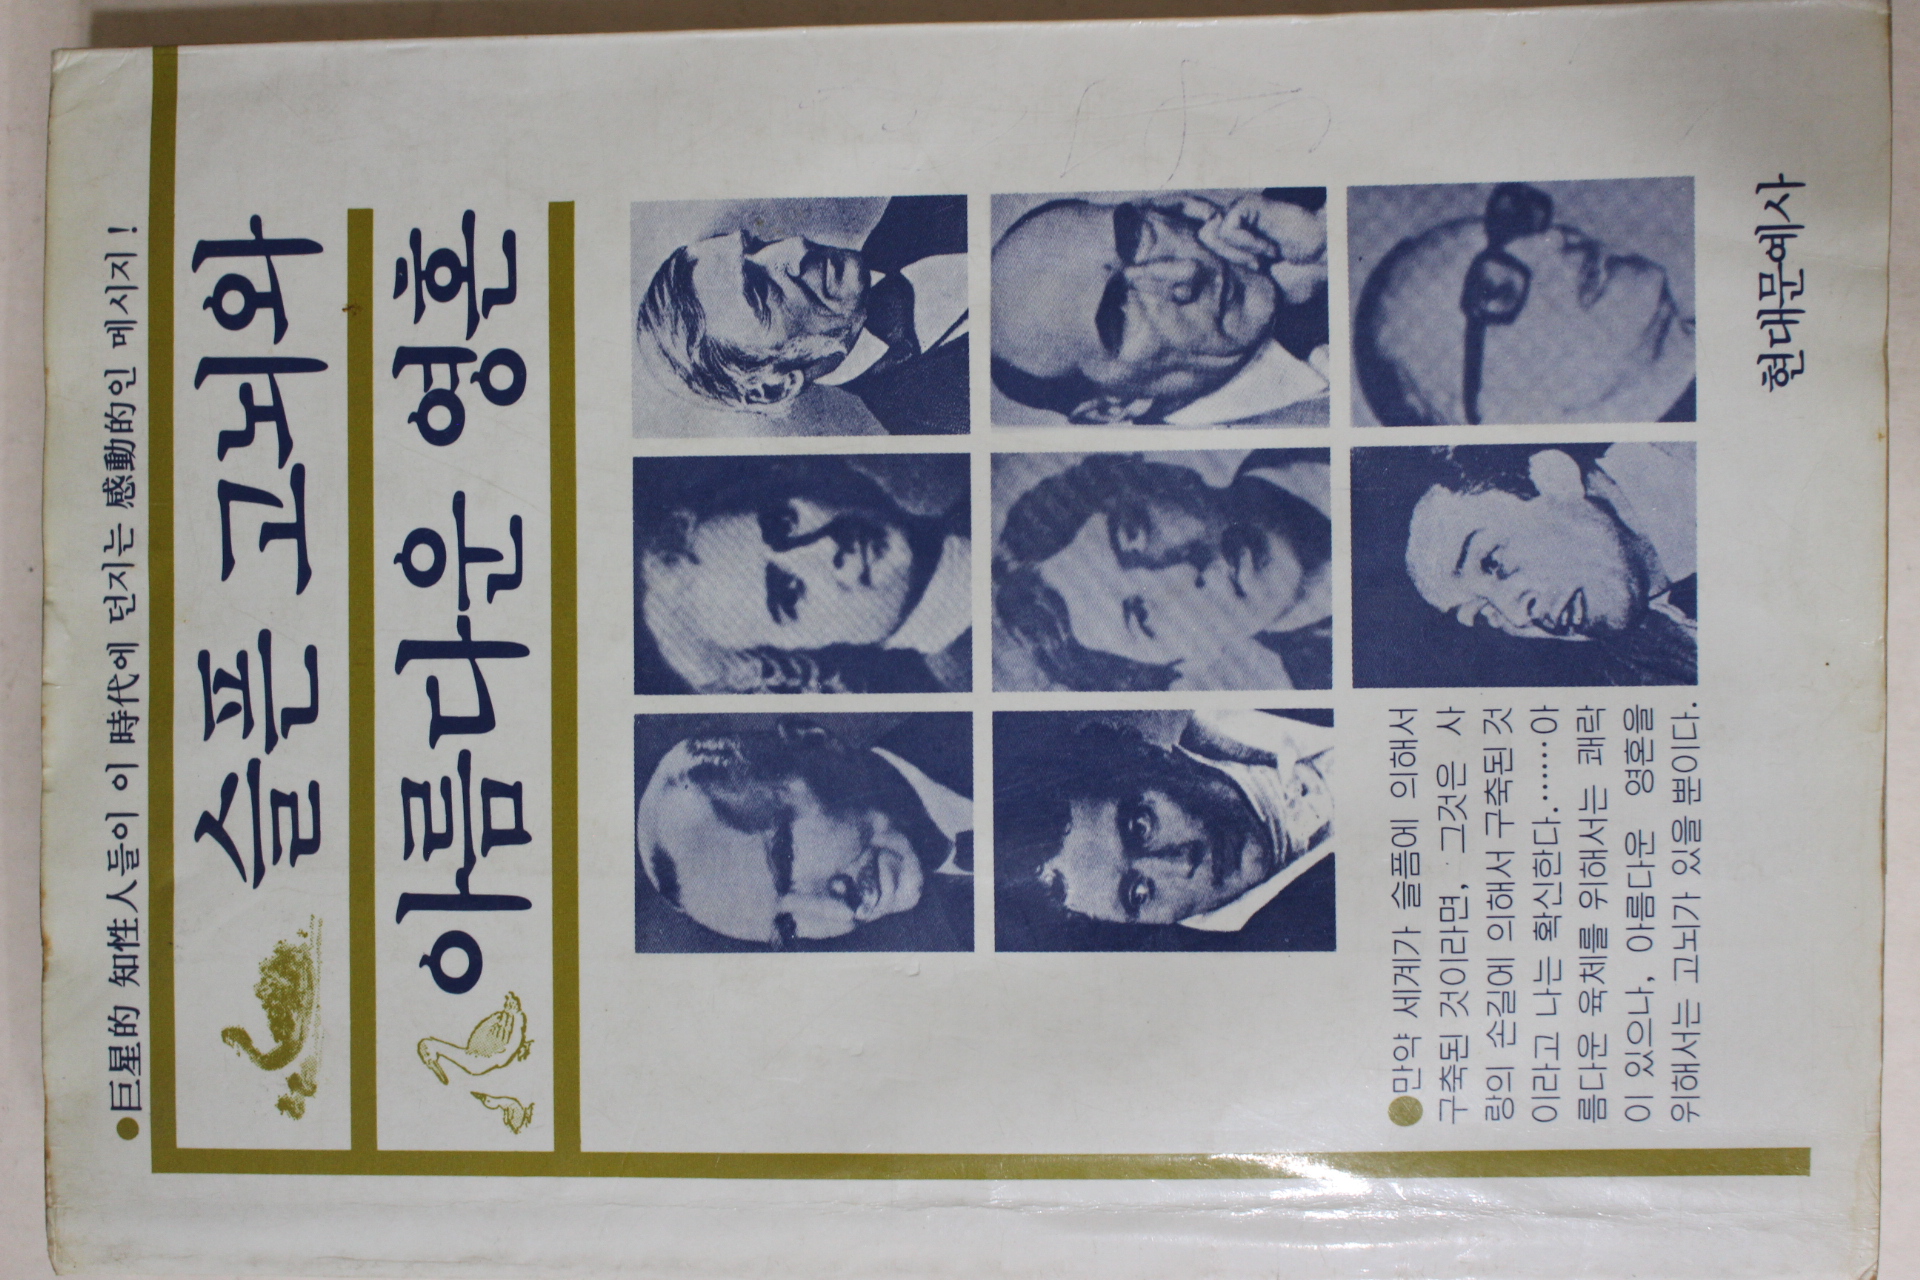 ●巨星的 知性人들이 이 時代에 던지는 感動的인 메시지!
슬픈 고뇌와
아름다운 영혼
●만약 세계가 슬픔에 의해서
구축된 것이라면, 그것은 사
랑의 손길에 의해서 구축된 것
이라고 나는 확신한다.……아
름다운 육체를 위해서는 쾌락
이 있으나, 아름다운 영혼을
위해서는 고뇌가 있을 뿐이다.
현대문예사